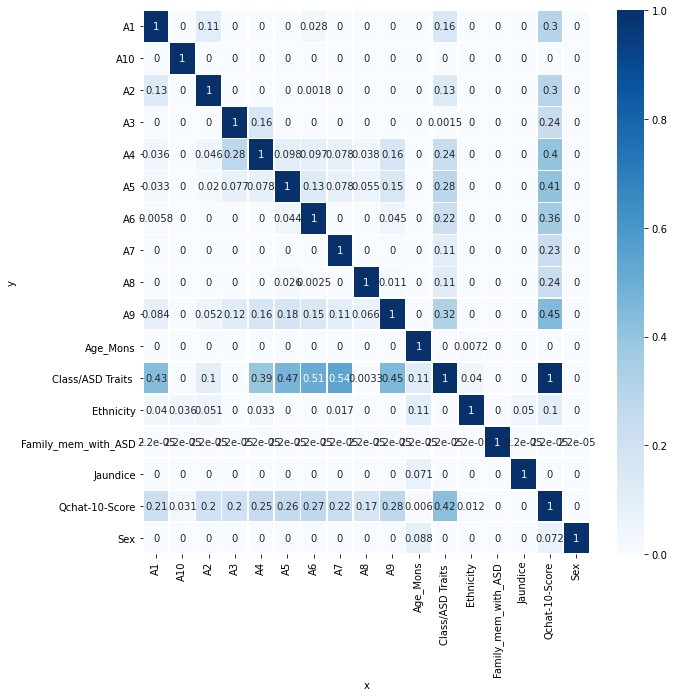 1.0
A1 1 0 0.11 0 0 0 0.028 0 0 0 0 0.16 0 0 0 0.3 0
A10 0 1 0 0 0 0 0 0 0 0 0 0 0 0 0 0 0
A2 0.13 0 1 0 0 0 0.0018 0 0 0 0 0.13 0 0 0 0.3 0
0.8
A3 0 0 0 1 0.16 0 0 0 0 0 0 0.0015 0 0 0 0.24 0
A4 0.036 0 0.046 0.28 1 0.098 0.097 0.078 0.038 0.16 0 0.24 0 0 0 0.4 0
A5 0.033 0 0.02 0.077 0.078 1 0.13 0.078 0.055 0.15 0 0.28 0 0 0 0.41 0
A6 0.0058 0 0 0 0 0.044 1 0 0 0.045 0 0.22 0 0 0 0.36 0
0.6
A7 0 0 0 0 0 0 0 1 0 0 0 0.11 0 0 0 0.23 0
y
A8 0 0 0 0 0 0.026 0.0025 0 1 0.011 0 0.11 0 0 0 0.24 0
A9 0.084 0 0.052 0.12 0.16 0.18 0.15 0.11 0.066 1 0 0.32 0 0 0 0.45 0
0.4
Age_Mons 0 0 0 0 0 0 0 0 0 0 1 0 0.0072 0 0 0 0
Class/ASD Traits 0.43 0 0.1 0 0.39 0.47 0.51 0.54 0.0033 0.45 0.11 1 0.04 0 0 1 0
Ethnicity 0.04 0.036 0.051 0 0.033 0 0 0.017 0 0 0.11 0 1 0 0.05 0.1 0
0.2
Family_mem_with_ASD 1
Jaundice 0 0 0 0 0 0 0 0 0 0 0.071 0 0 0 1 0 0
Qchat-10-Score 0.21 0.031 0.2 0.2 0.25 0.26 0.27 0.22 0.17 0.28 0.006 0.42 0.012 0 0 1 0
Sex 0 0 0 0 0 0 0 0 0 0 0.088 0 0 0 0 0.072 1
0.0
A1 A10 A2 A3 A4 A5 A6 A7 A8 A9 Age_Mons Class/ASD Traits Ethnicity Family_mem_with_ASD Jaundice Qchat-10-Score Sex
x